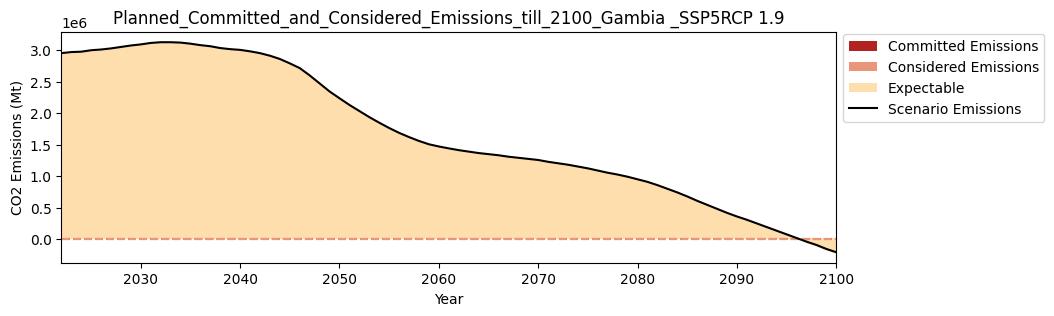 Planned_Committed_and_Considered_Emissions_till_2100_Gambia _SSP5RCP 1.9
1e6
3.0
2.5
2.0
1.5
1.0
0.5
0.0
CO2 Emissions (Mt)
2030 2040 2050 2060 2070 2080 2090 2100
Year
Committed Emissions
Considered Emissions
Expectable
Scenario Emissions